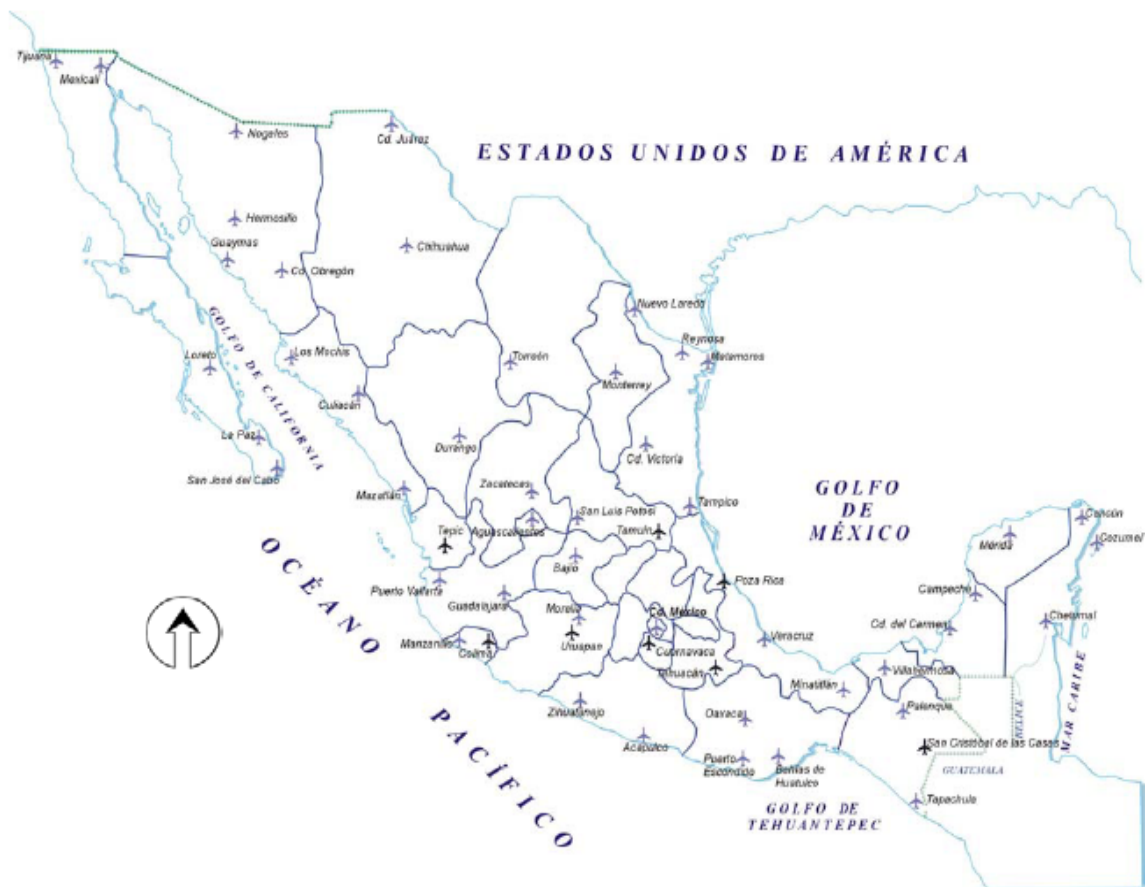 Tijuana
Mexicali
Nogales
Cd. Juárez
ESTADOS UNIDOS DE AMÉRICA
Hermosillo
Guaymas
Chihuahua
Cd. Obregón
Nuevo Laredo
GOLFO DE CALIFORNIA
Reynosa
Loreto
Los Mochis
Torreón
Matamoros
Monterrey
Culiacán
La Paz
Durango
Cd. Victoria
San José del Cabo
Mazatlán
Zacatecas
GOLFO
DE
MÉXICO
Tampico
San Luis Potosí
Cancún
Tepic
Aguascalientes
Tamuín
Mérida
Cozumel
OCÉANO
PACÍFICO
Bajío
Puerto Vallarta
Poza Rica
Campeche
Guadalajara
Morelia
Cd. México
Chetumal
Cd. del Carmen
Manzanillo
Colima
Uruapan
Cuernavaca
Veracruz
Tehuacán
Villahermosa
Minatitlán
MAR CARIBE
Zihuatanejo
Oaxaca
Palenque
BELICE
Acapulco
San Cristóbal de las Casas
Puerto
Escondido
Bahías de
Huatulco
GUATEMALA
GOLFO DE
TEHUANTEPEC
Tapachula